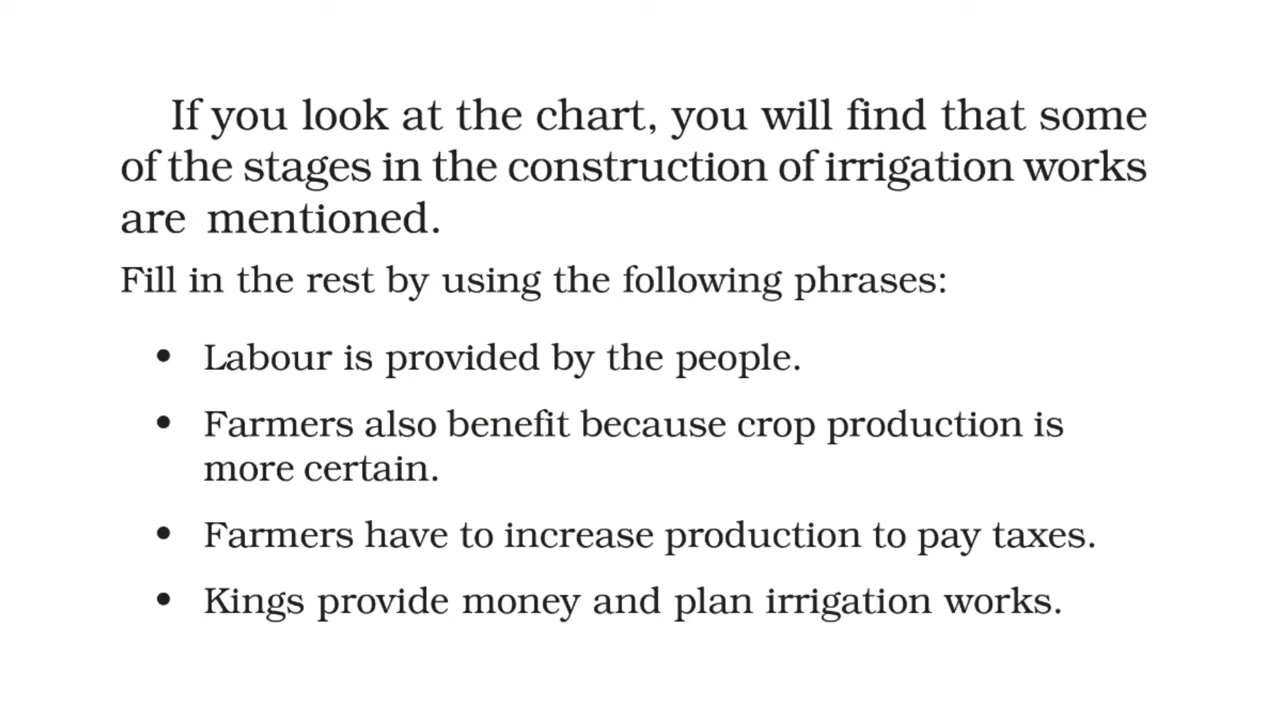 If you look at the chart, you will find that some
of the stages in the construction of irrigation works
are mentioned.
Fill in the rest by using the following phrases:
• Labour is provided by the people.
• Farmers also benefit because crop production is
more certain.
• Farmers have to increase production to pay taxes.
• Kings provide money and plan irrigation works.